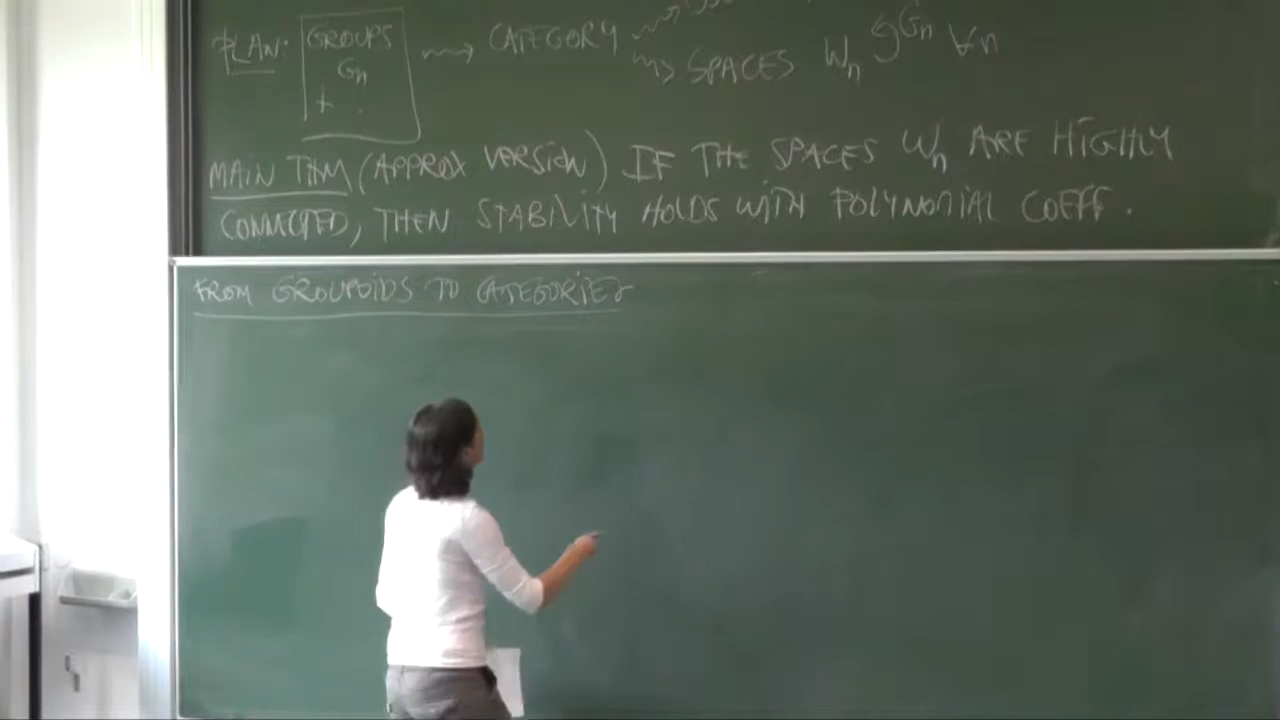 PLAN: GROUPS Gn + ⇝ CATEGORY ⇝
⇝ SPACES Wn ↺Gn ∀n
MAIN THM (APPROX VERSION) IF THE SPACES Wn ARE HIGHLY
CONNECTED, THEN STABILITY HOLDS WITH POLYNOMIAL COEFF.
FROM GROUPOIDS TO CATEGORIES